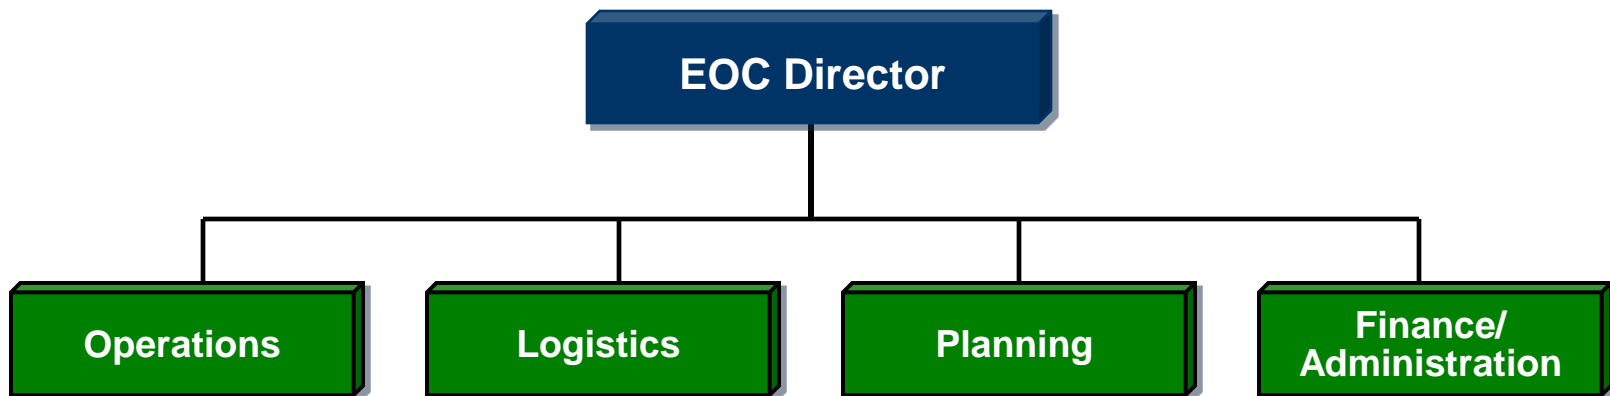 EOC Director
Operations
Logistics
Planning
Finance/
Administration